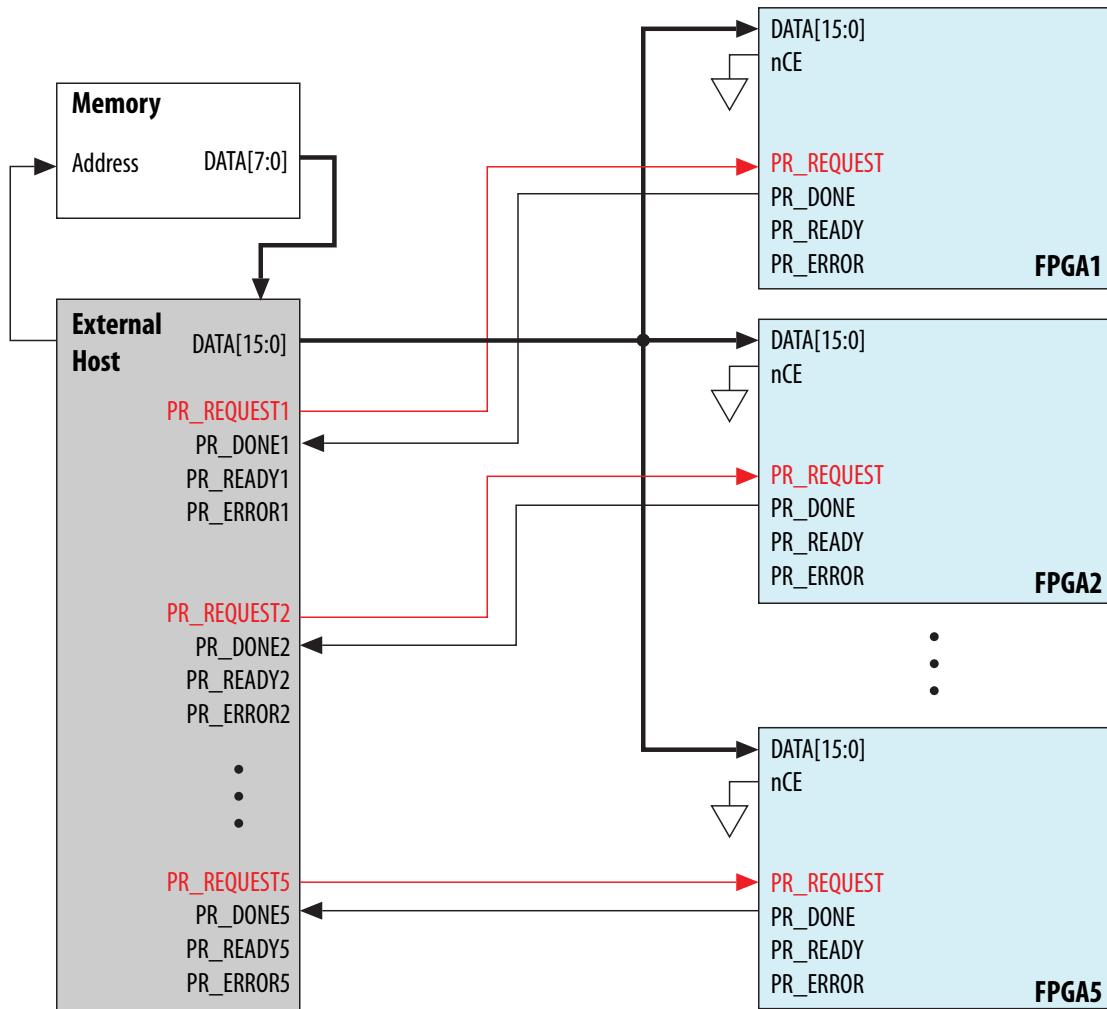 Memory
Address
DATA[7:0]
External
Host
DATA[15:0]
PR_REQUEST1
PR_DONE1
PR_READY1
PR_ERROR1
PR_REQUEST2
PR_DONE2
PR_READY2
PR_ERROR2
PR_REQUEST5
PR_DONE5
PR_READY5
PR_ERROR5
DATA[15:0]
nCE
PR_REQUEST
PR_DONE
PR_READY
PR_ERROR
FPGA1
DATA[15:0]
nCE
PR_REQUEST
PR_DONE
PR_READY
PR_ERROR
FPGA2
DATA[15:0]
nCE
PR_REQUEST
PR_DONE
PR_READY
PR_ERROR
FPGA5